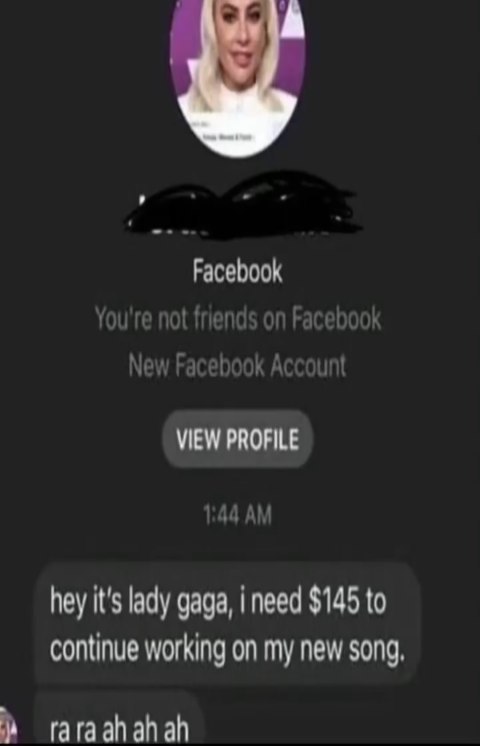 Facebook
You're not friends on Facebook
New Facebook Account
VIEW PROFILE
1:44 AM
hey it's lady gaga, i need $145 to
continue working on my new song.
ra ra ah ah ah